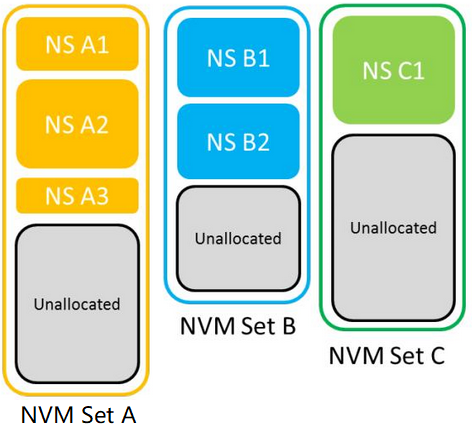 NS A1
NS A2
NS A3
Unallocated
NVM Set A
NS B1
NS B2
Unallocated
NVM Set B
NS C1
Unallocated
NVM Set C